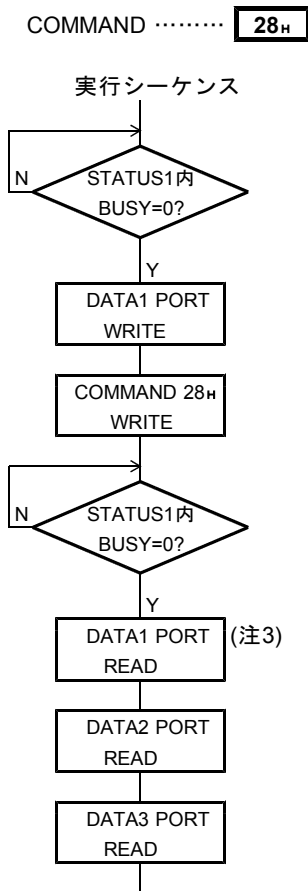 COMMAND ……… 28H
実行シーケンス
STATUS1内
BUSY=0?
N
Y
DATA1 PORT
WRITE
COMMAND 28H
WRITE
STATUS1内
BUSY=0?
N
Y
DATA1 PORT (注3)
READ
DATA2 PORT
READ
DATA3 PORT
READ